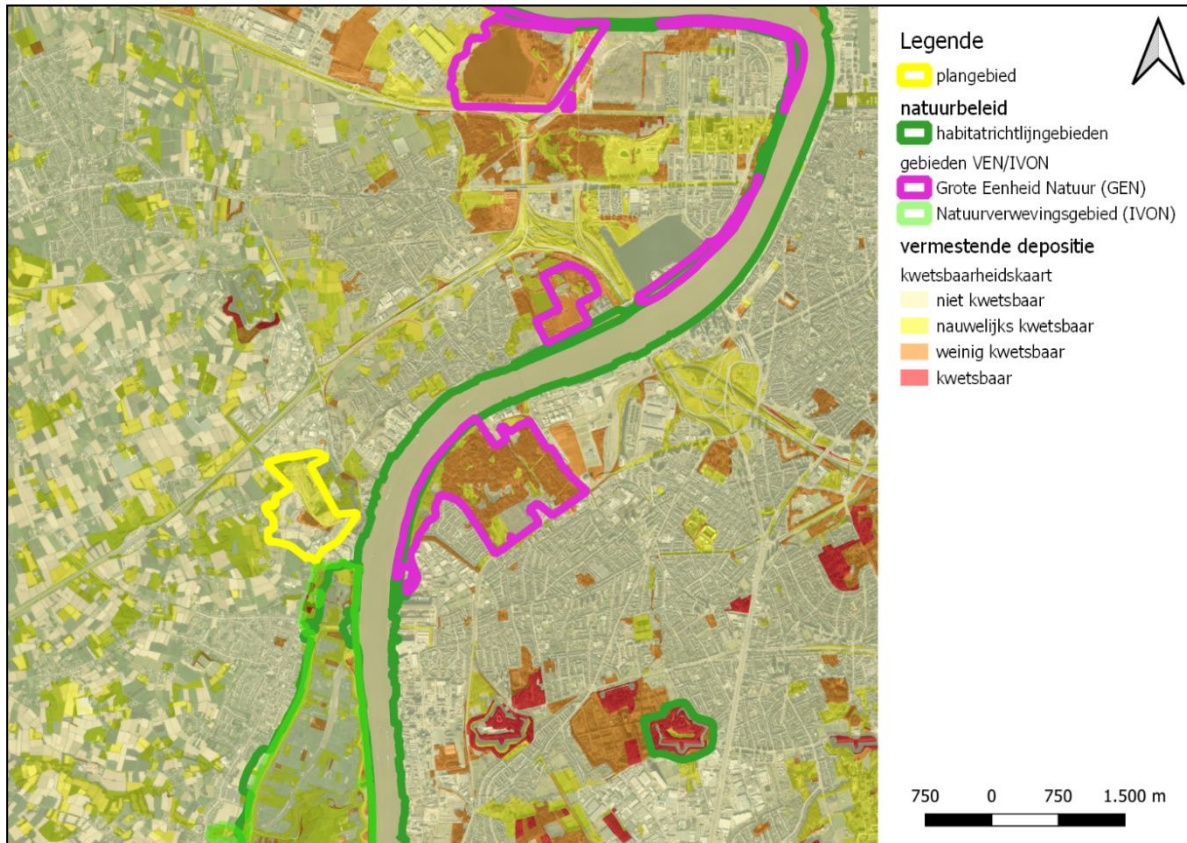 Legende
plangebied
natuurbeleid
habitatrichtlijngebieden
gebieden VEN/IVON
Grote Eenheid Natuur (GEN)
Natuurverwevingsgebied (IVON)
vermestende depositie
kwetsbaarheidskaart
niet kwetsbaar
nauwelijks kwetsbaar
weinig kwetsbaar
kwetsbaar
750 0 750 1.500 m